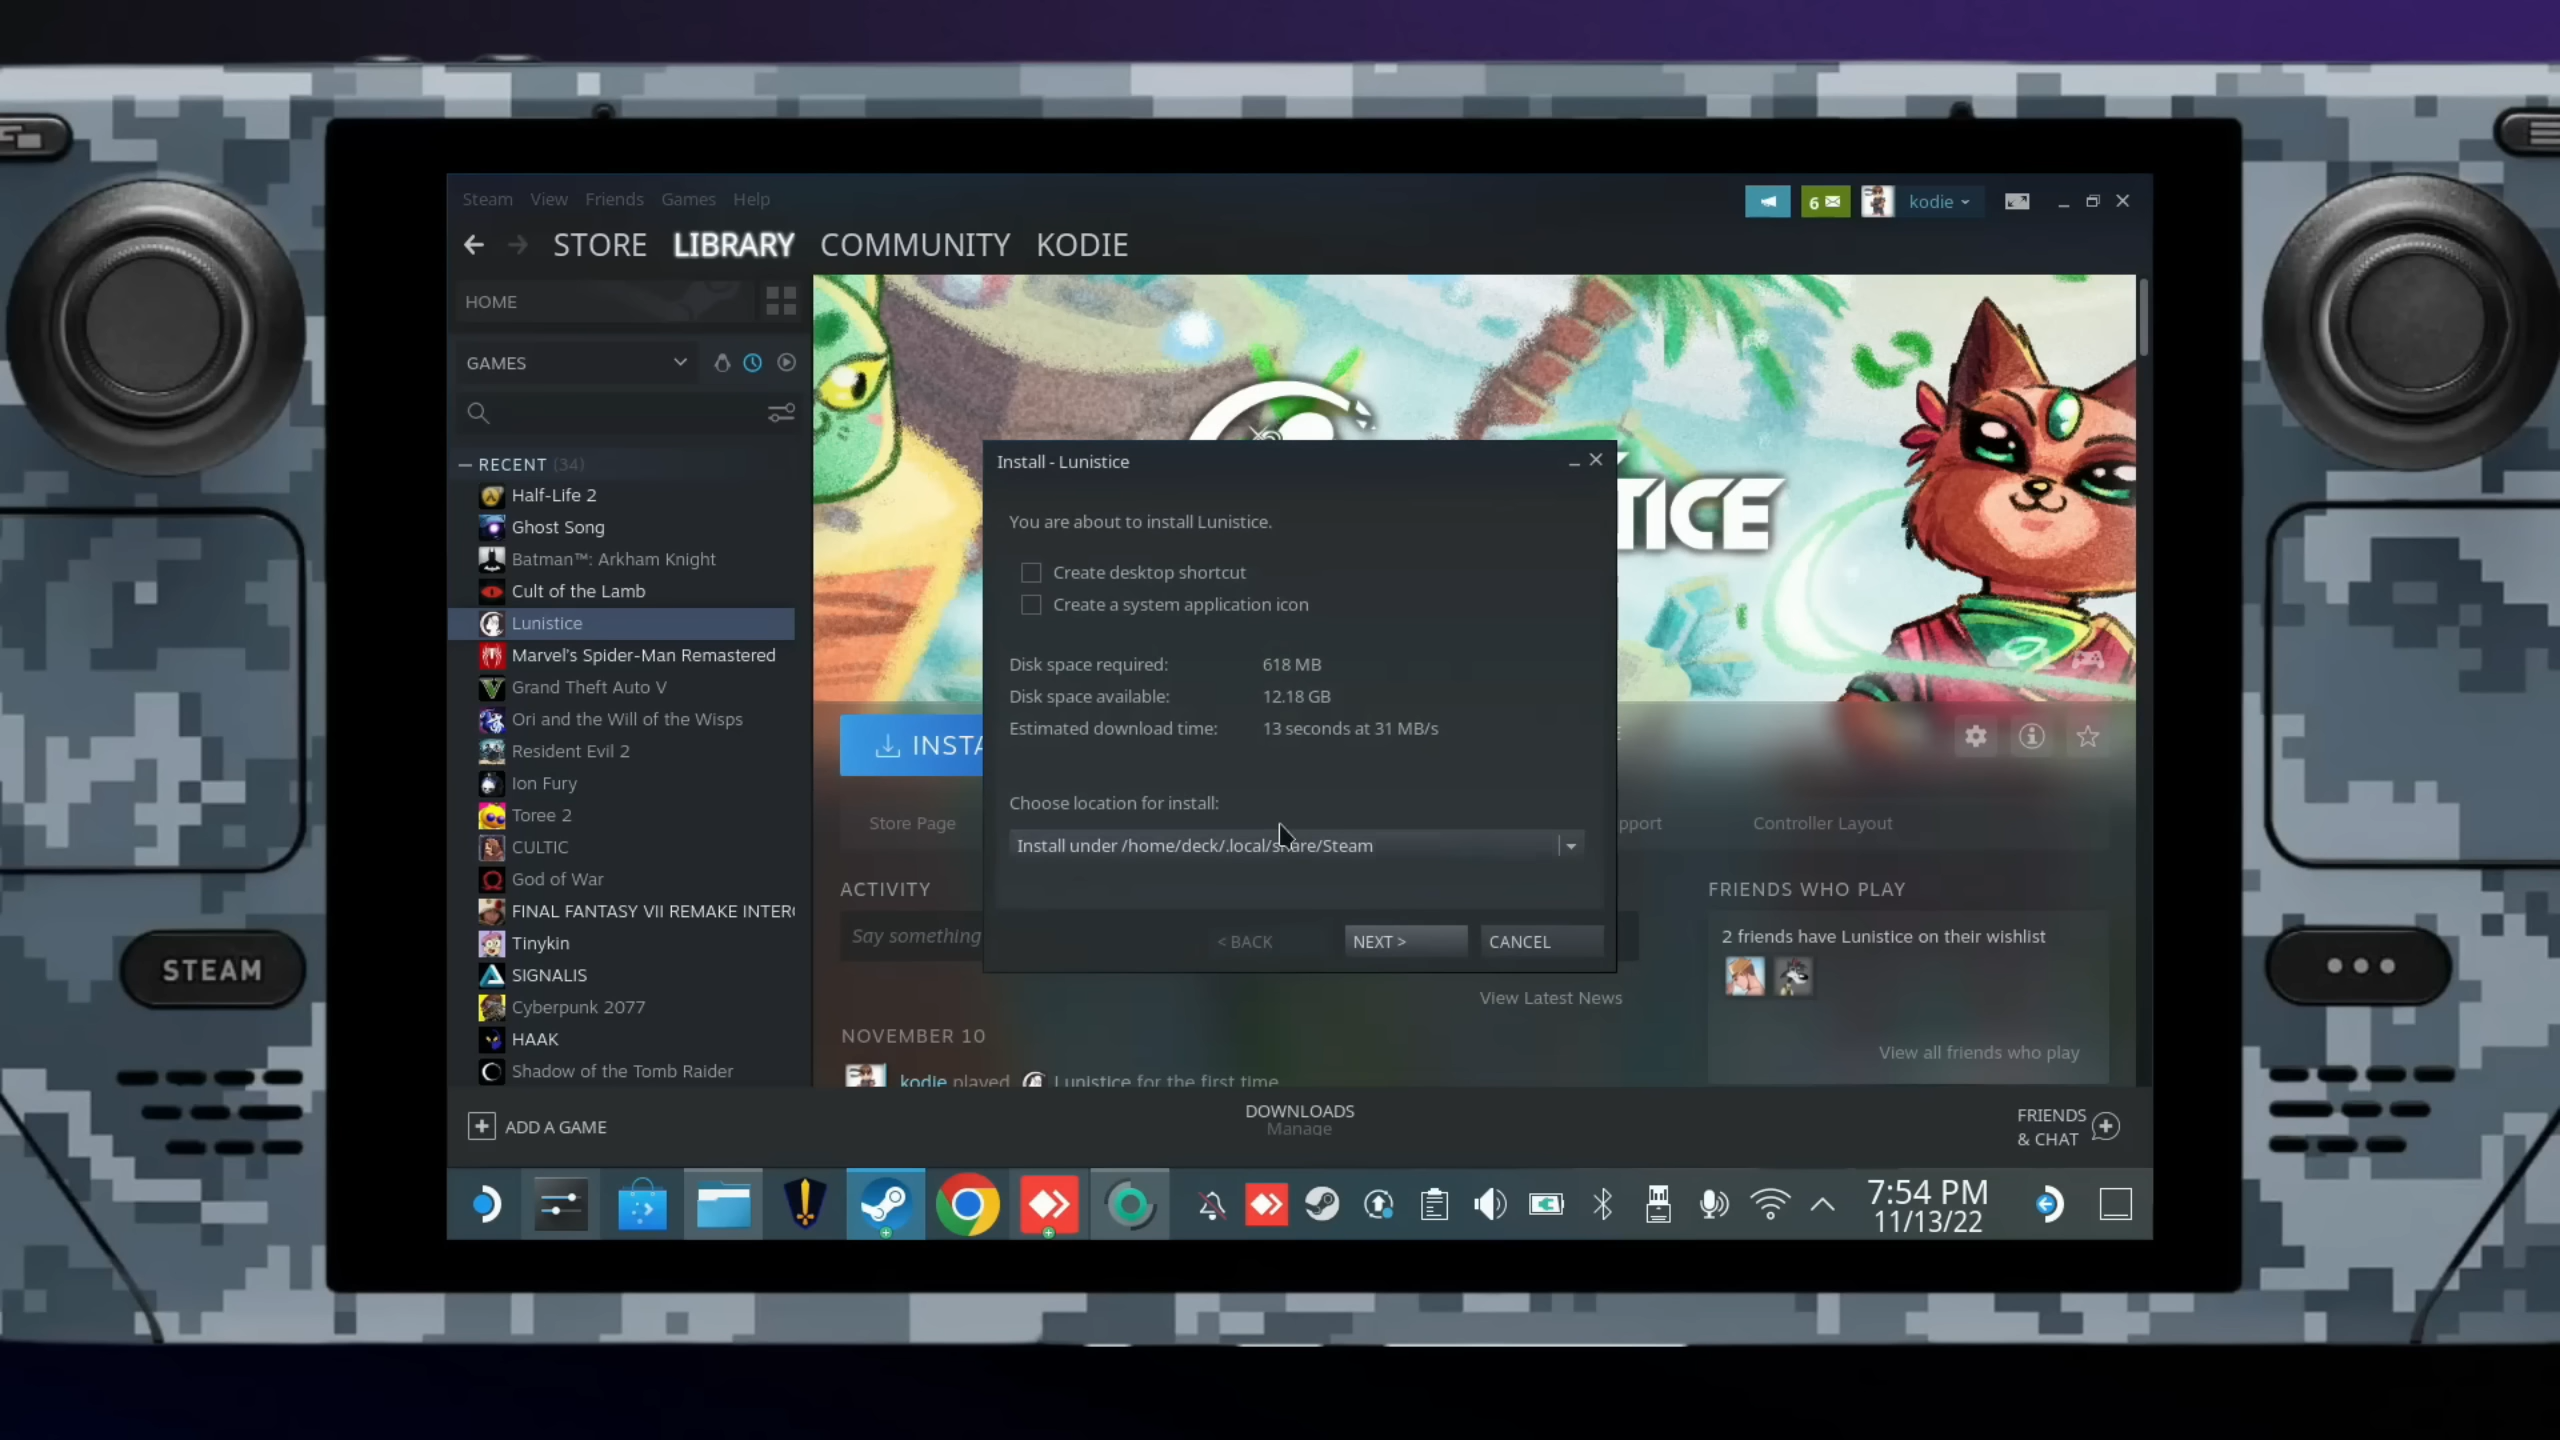 Steam View Friends Games Help
6 kodie
STORE LIBRARY COMMUNITY KODIE
HOME
GAMES
RECENT (34)
Half-Life 2
Ghost Song
Batman™: Arkham Knight
Cult of the Lamb
Lunistice
Marvel's Spider-Man Remastered
Grand Theft Auto V
Ori and the Will of the Wisps
Resident Evil 2
Ion Fury
Toree 2
CULTIC
God of War
FINAL FANTASY VII REMAKE INTER
Tinykin
SIGNALIS
Cyberpunk 2077
HAAK
Shadow of the Tomb Raider
TICE
Install - Lunistice
You are about to install Lunistice.
Create desktop shortcut
Create a system application icon
Disk space required: 618 MB
Disk space available: 12.18 GB
Estimated download time: 13 seconds at 31 MB/s
Choose location for install:
Install under /home/deck/.local/share/Steam
< BACK NEXT > CANCEL
INSTA
Store Page pport Controller Layout
ACTIVITY
Say something
View Latest News
NOVEMBER 10
kodie played Lunistice for the first time
FRIENDS WHO PLAY
2 friends have Lunistice on their wishlist
View all friends who play
ADD A GAME
DOWNLOADS
Manage
FRIENDS
& CHAT
7:54 PM
11/13/22
STEAM